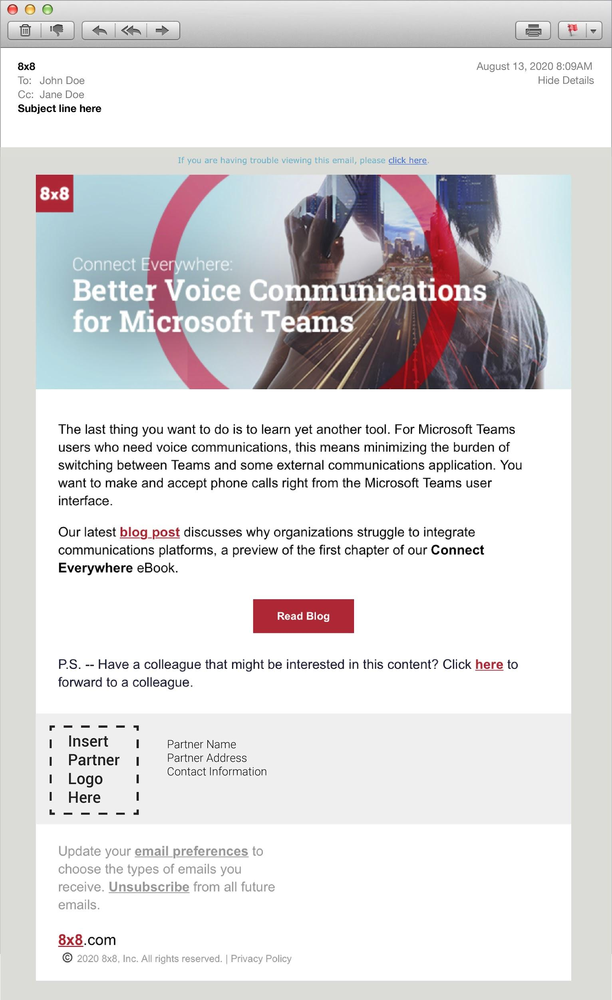 8x8
August 13, 2020 8:09AM
To: John Doe
Hide Details
Cc: Jane Doe
Subject line here
If you are having trouble viewing this email, please click here.
8x8
Connect Everywhere:
Better Voice Communications
for Microsoft Teams
The last thing you want to do is to learn yet another tool. For Microsoft Teams
users who need voice communications, this means minimizing the burden of
switching between Teams and some external communications application. You
want to make and accept phone calls right from the Microsoft Teams user
interface.
Our latest blog post discusses why organizations struggle to integrate
communications platforms, a preview of the first chapter of our Connect
Everywhere eBook.
Read Blog
P.S. -- Have a colleague that might be interested in this content? Click here to
forward to a colleague.
Insert
Partner
Logo
Here
Partner Name
Partner Address
Contact Information
Update your email preferences to
choose the types of emails you
receive. Unsubscribe from all future
emails.
8x8.com
© 2020 8x8, Inc. All rights reserved. | Privacy Policy